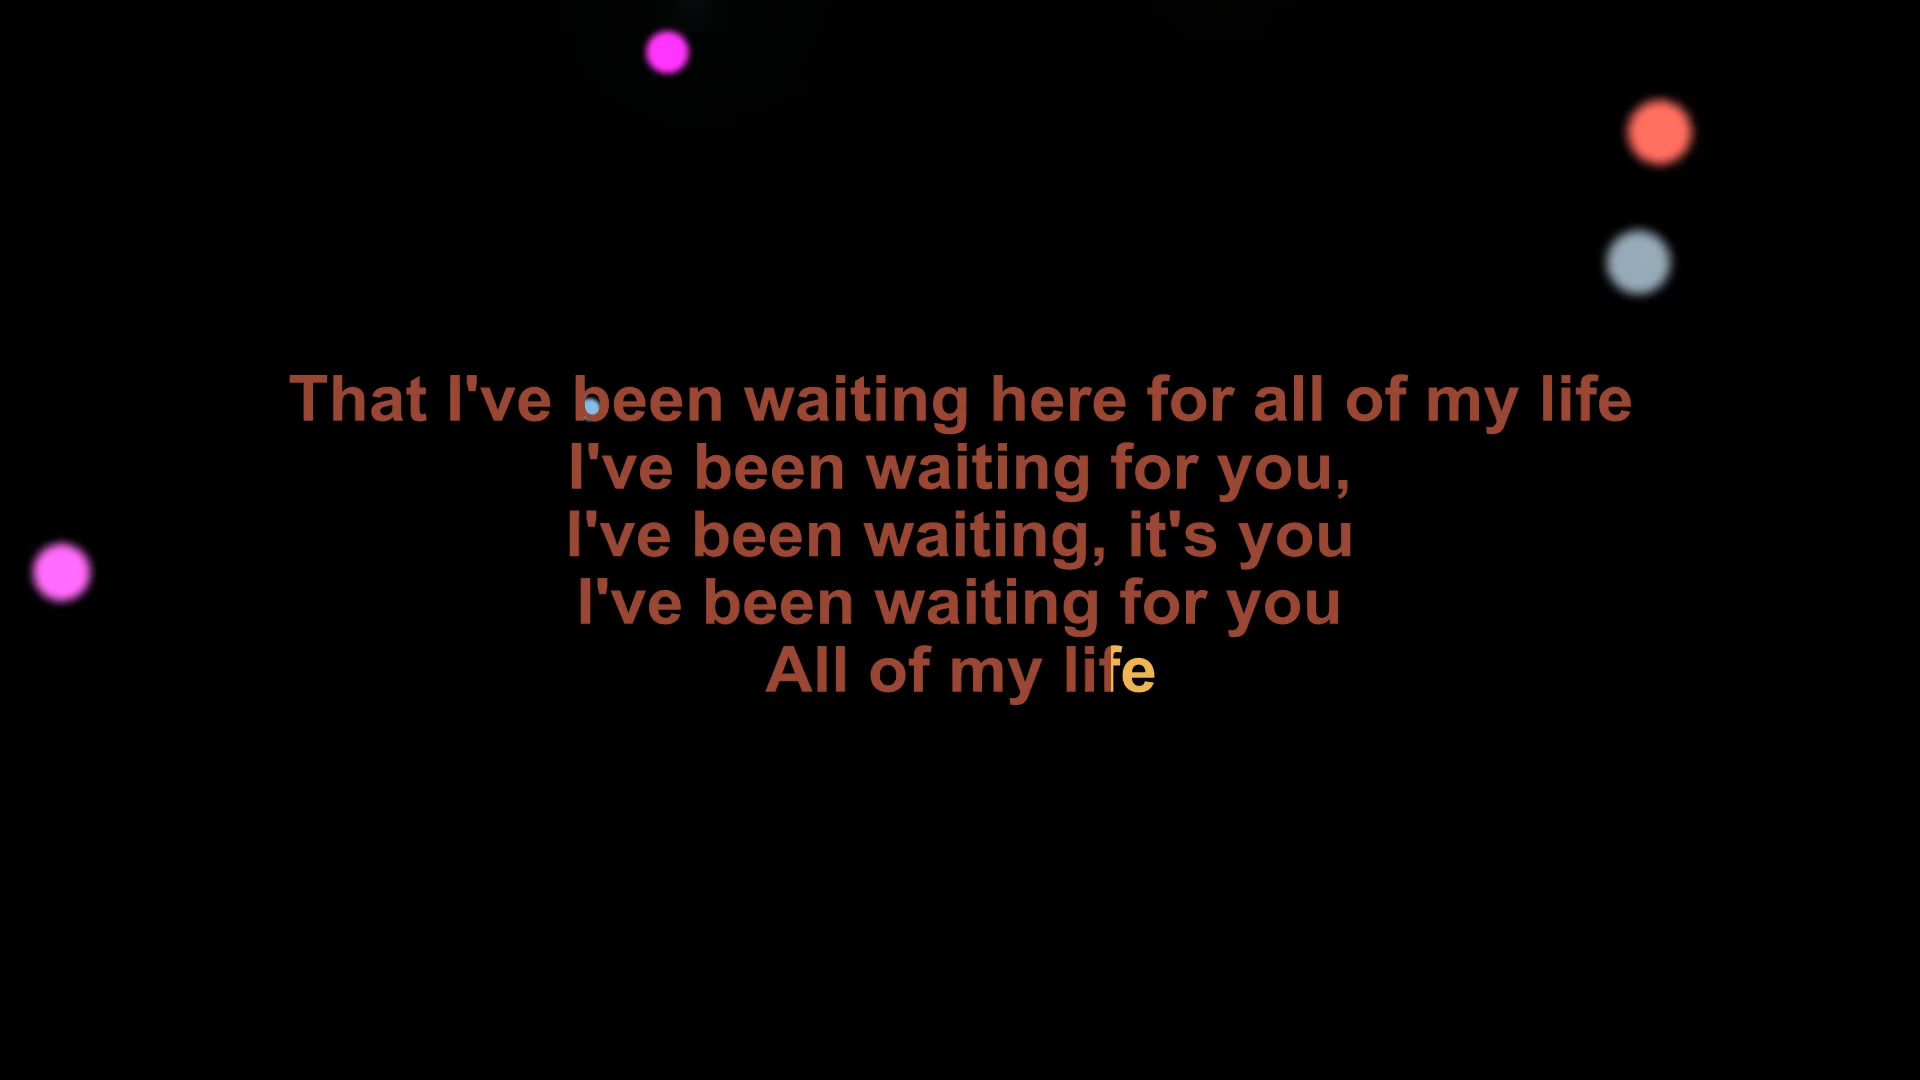 That I've been waiting here for all of my life
I've been waiting for you,
I've been waiting, it's you
I've been waiting for you
All of my life